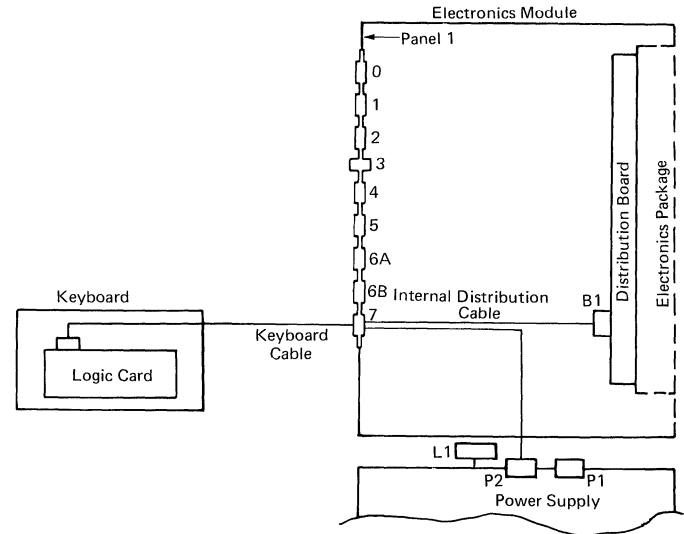 Electronics Module
Panel 1
0
1
2
3
4
5
6A
6B
7
Distribution Board
Electronics Package
Keyboard
Logic Card
Keyboard
Cable
Internal Distribution
Cable
B1
L1
P2
P1
Power Supply